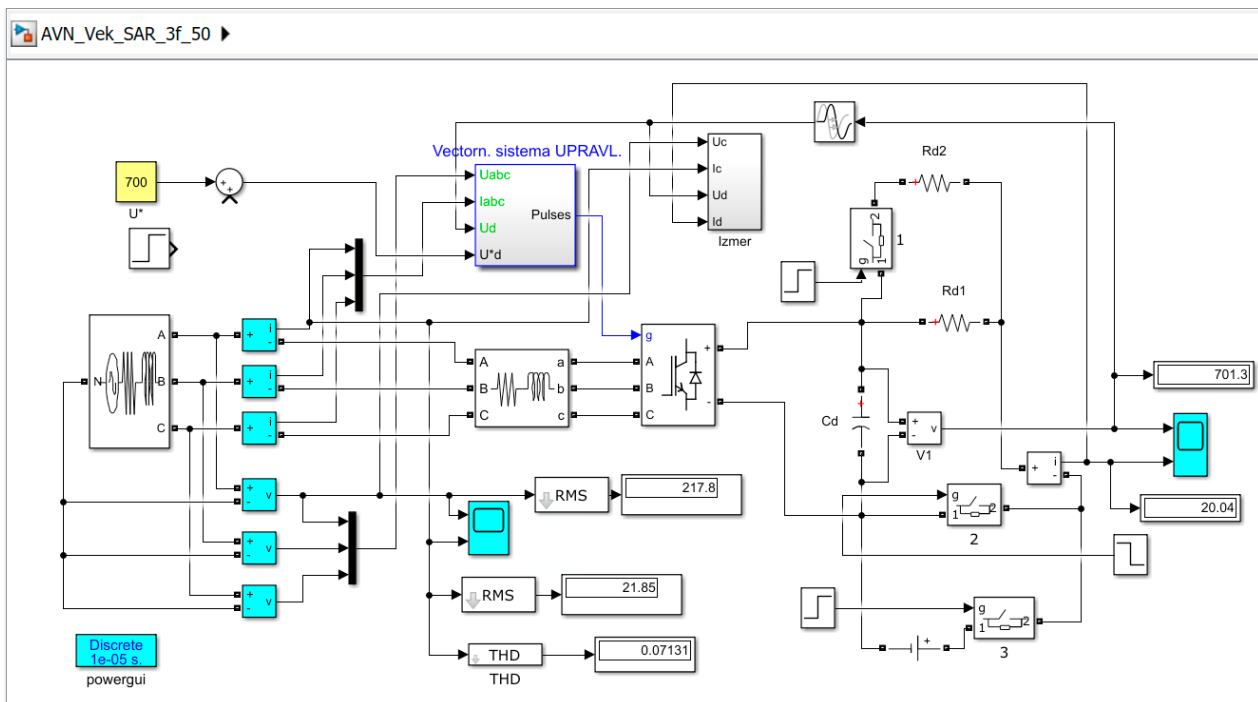 AVN_Vek_SAR_3f_50
Vectorn. sistema UPRAVL.
700
U*
Uabc
Iabc
Ud
U*d
Pulses
Uc
Ic
Ud
Id
Izmer
Rd2
2
1
g
1
Rd1
N
A
B
C
+
i
-
+
i
-
+
i
-
A
B
C
a
b
c
g
A
B
C
+
-
+
Cd
+
-
v
V1
701.3
+
i
-
20.04
g
1
2
2
g
1
2
3
+
+
-
v
+
-
v
+
-
v
RMS
217.8
RMS
21.85
THD
THD
0.07131
Discrete
1e-05 s.
powergui